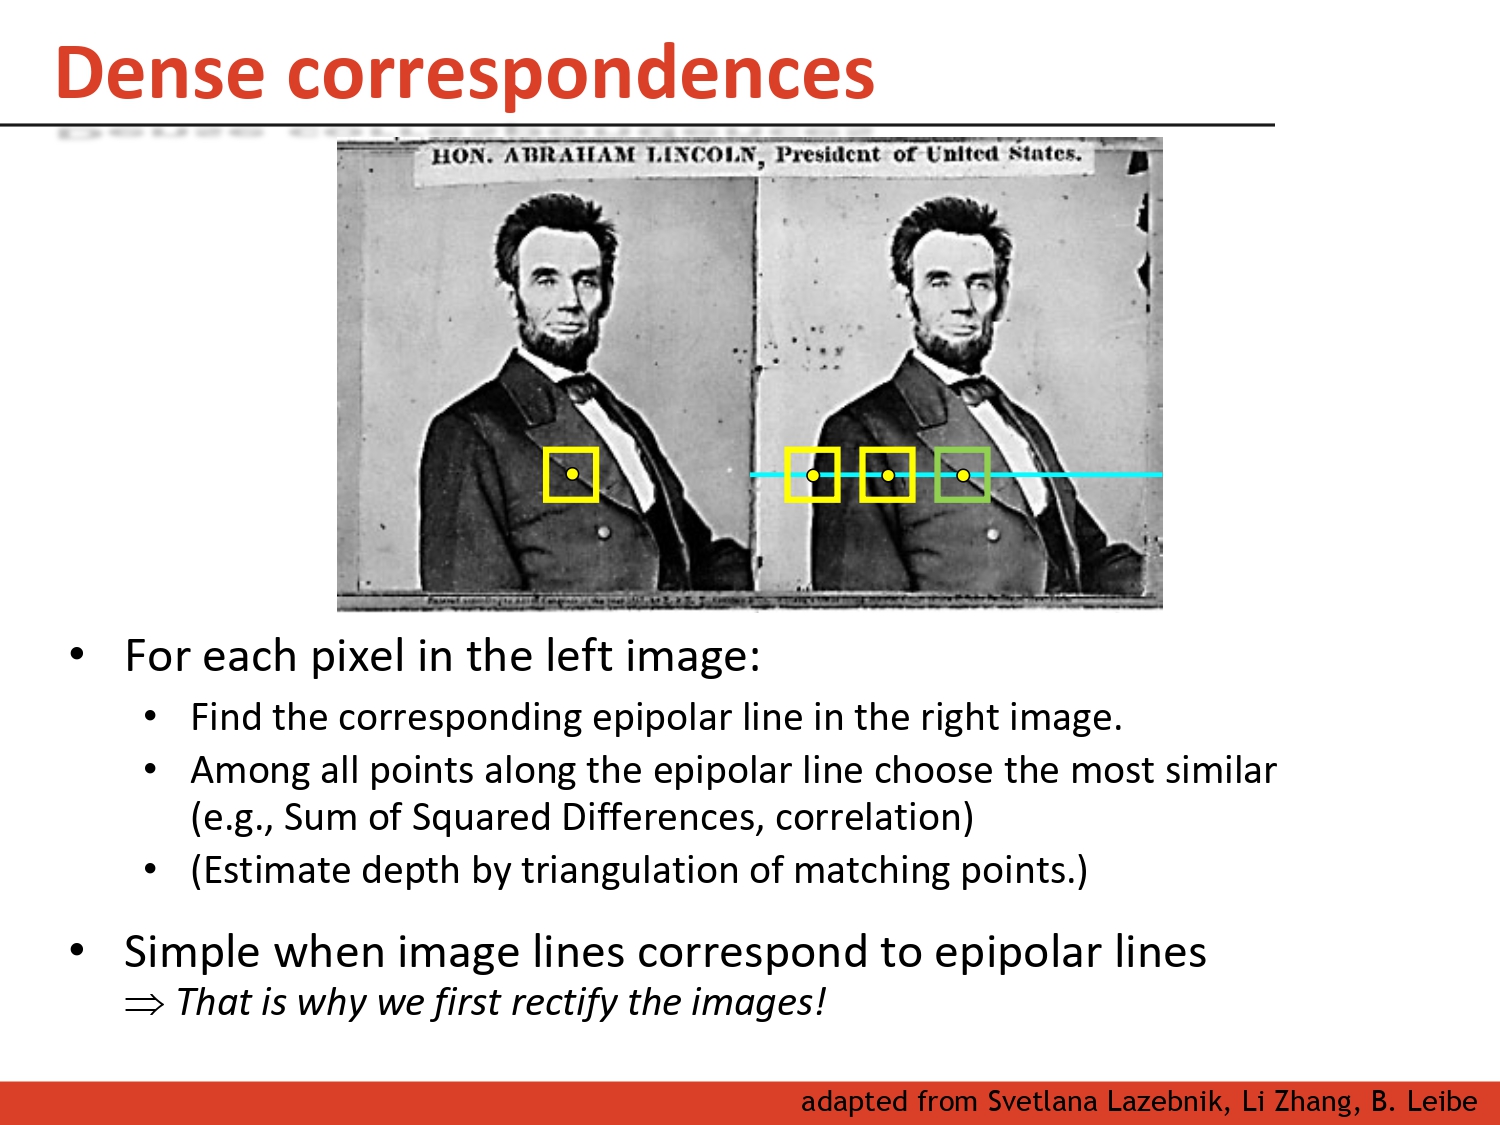 Dense correspondences
HON. ABRAHAM LINCOLN, President of United States.
• For each pixel in the left image:
• Find the corresponding epipolar line in the right image.
• Among all points along the epipolar line choose the most similar
(e.g., Sum of Squared Differences, correlation)
• (Estimate depth by triangulation of matching points.)
• Simple when image lines correspond to epipolar lines
⇒ That is why we first rectify the images!
adapted from Svetlana Lazebnik, Li Zhang, B. Leibe